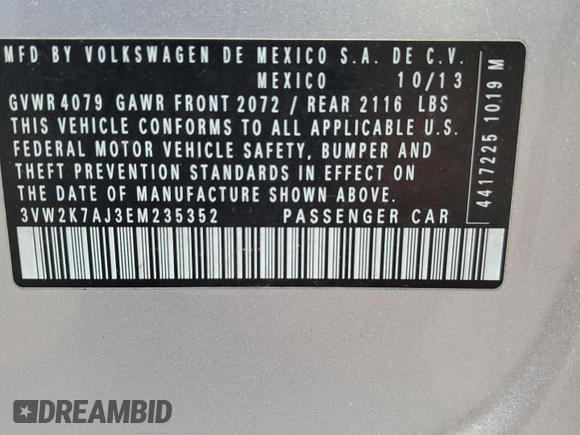 MFD BY VOLKSWAGEN DE MEXICO S.A. DE C.V.
MEXICO 10/13
GVWR 4079 GAWR FRONT 2072 / REAR 2116 LBS
THIS VEHICLE CONFORMS TO ALL APPLICABLE U.S.
FEDERAL MOTOR VEHICLE SAFETY, BUMPER AND
THEFT PREVENTION STANDARDS IN EFFECT ON
THE DATE OF MANUFACTURE SHOWN ABOVE.
3VW2K7AJ3EM235352 PASSENGER CAR
4417225 1019 M
DREAMBID